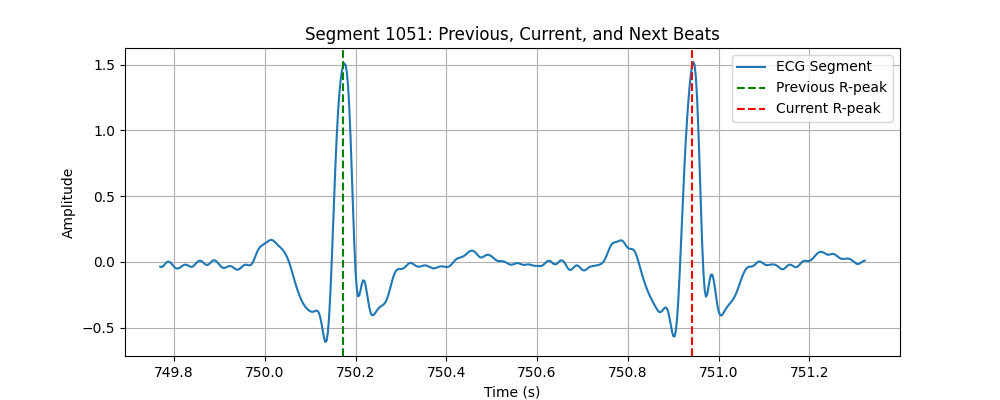 Segment 1051: Previous, Current, and Next Beats
ECG Segment
Previous R-peak
Current R-peak
1.5
1.0
0.5
0.0
−0.5
Amplitude
749.8 750.0 750.2 750.4 750.6 750.8 751.0 751.2
Time (s)